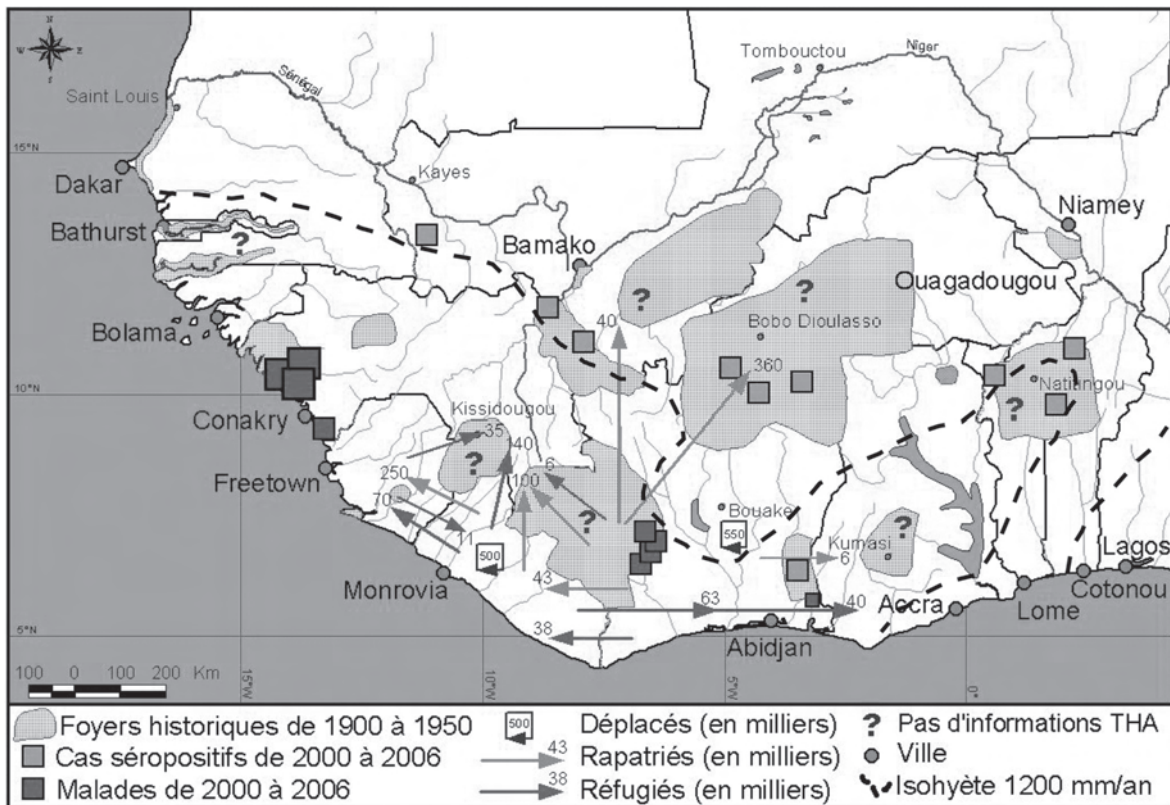 N
W E
S
Tombouctou
Niger
Sénégal
Saint Louis
15°N
Dakar
Kayes
Niamey
Bathurst
?
Bamako
Ouagadougou
?
?
Bolama
40
Bobo Dioulasso
360
10°N
Natitingou
Conakry
Kissidougou
35
?
140
?
6
250
100
Freetown
70
?
Bouake
?
11
550
Kumasi
500
6
Lagos
Monrovia
43
63
40
Accra
Cotonou
Lome
5°N
38
Abidjan
100 0 100 200 Km
15°W
10°W
5°W
0°
Foyers historiques de 1900 à 1950
500 Déplacés (en milliers)
? Pas d'informations THA
Cas séropositifs de 2000 à 2006
43 Rapatriés (en milliers)
Ville
Malades de 2000 à 2006
38 Réfugiés (en milliers)
Isohyète 1200 mm/an